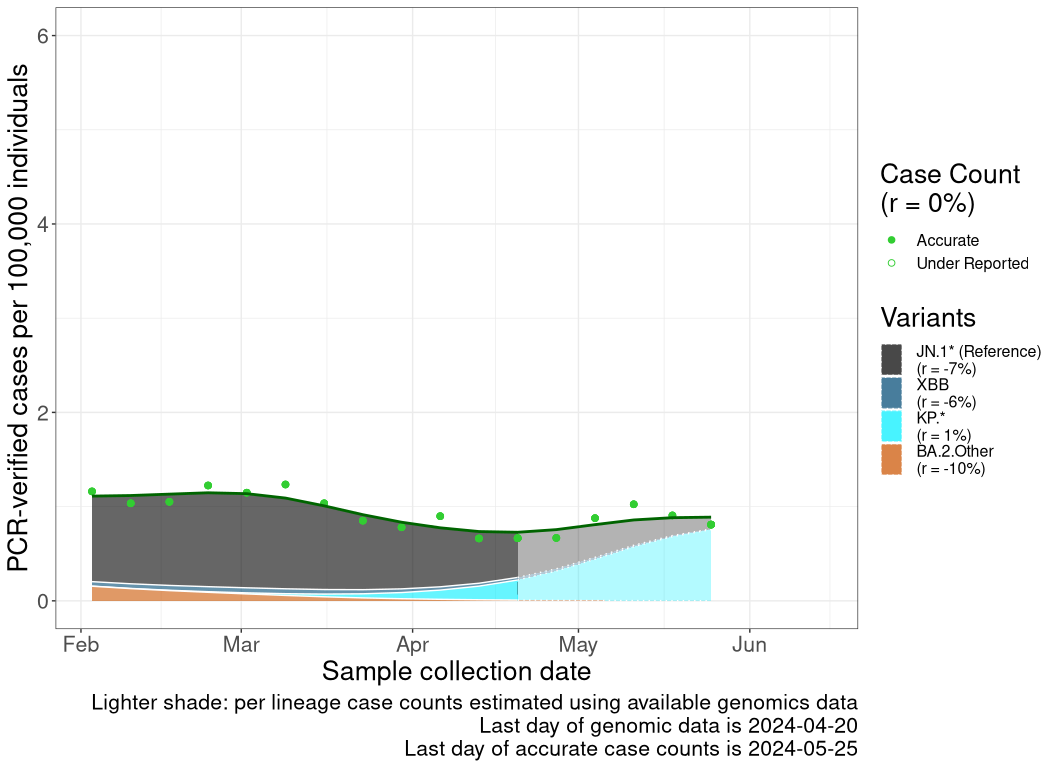 PCR-verified cases per 100,000 individuals
6
4
2
0
Feb
Mar
Apr
May
Jun
Sample collection date
Lighter shade: per lineage case counts estimated using available genomics data
Last day of genomic data is 2024-04-20
Last day of accurate case counts is 2024-05-25
Case Count
(r = 0%)
Accurate
Under Reported
Variants
JN.1* (Reference)
(r = -7%)
XBB
(r = -6%)
KP.*
(r = 1%)
BA.2.Other
(r = -10%)